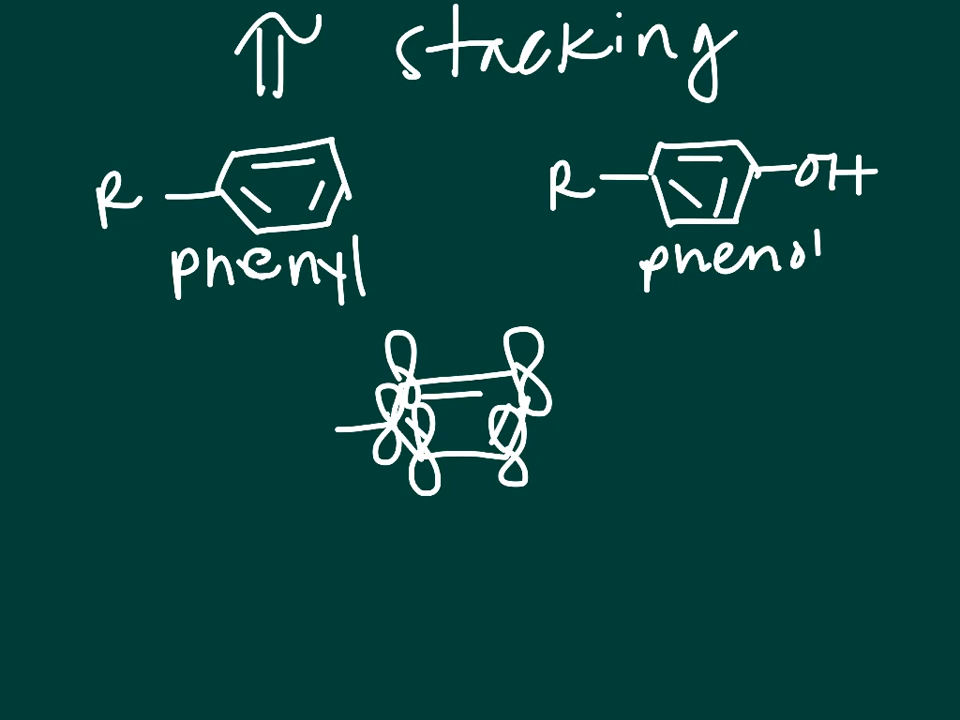 π stacking
R
R OH
phenyl
phenol